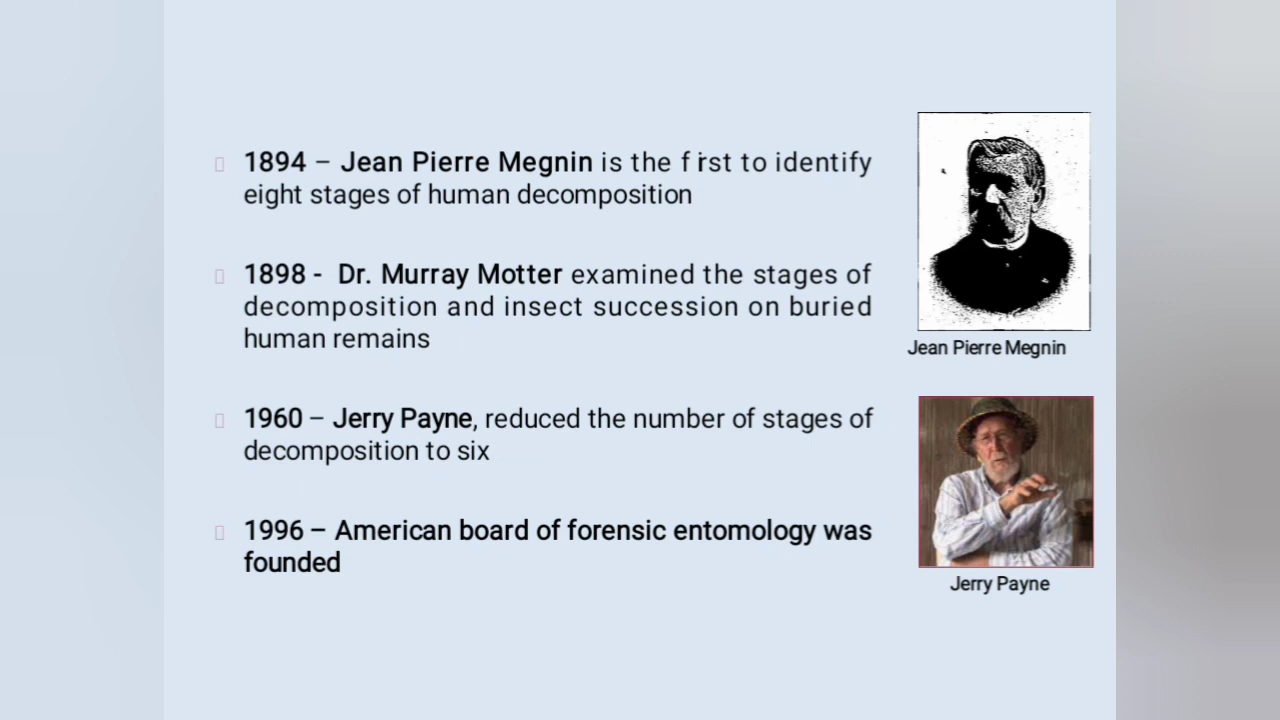 1894 – Jean Pierre Megnin is the first to identify
eight stages of human decomposition
1898 - Dr. Murray Motter examined the stages of
decomposition and insect succession on buried
human remains
1960 – Jerry Payne, reduced the number of stages of
decomposition to six
1996 – American board of forensic entomology was
founded
Jean Pierre Megnin
Jerry Payne